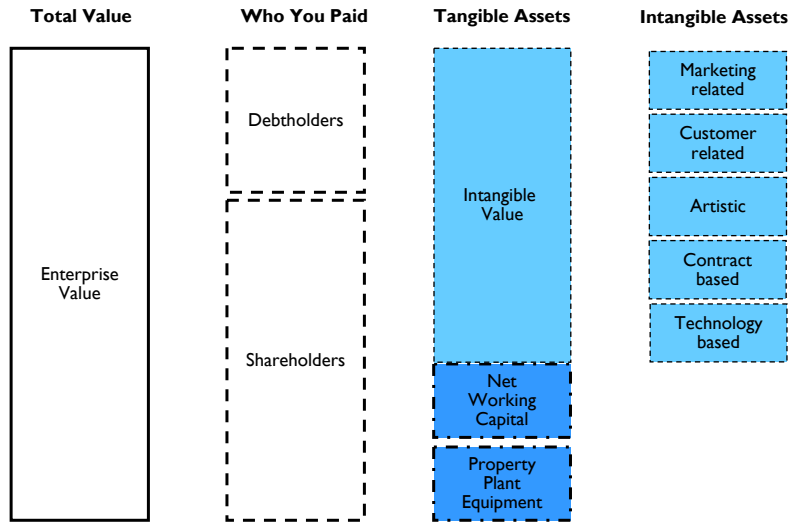 Total Value
Who You Paid
Tangible Assets
Intangible Assets
Enterprise
Value
Debtholders
Shareholders
Intangible
Value
Net
Working
Capital
Property
Plant
Equipment
Marketing
related
Customer
related
Artistic
Contract
based
Technology
based